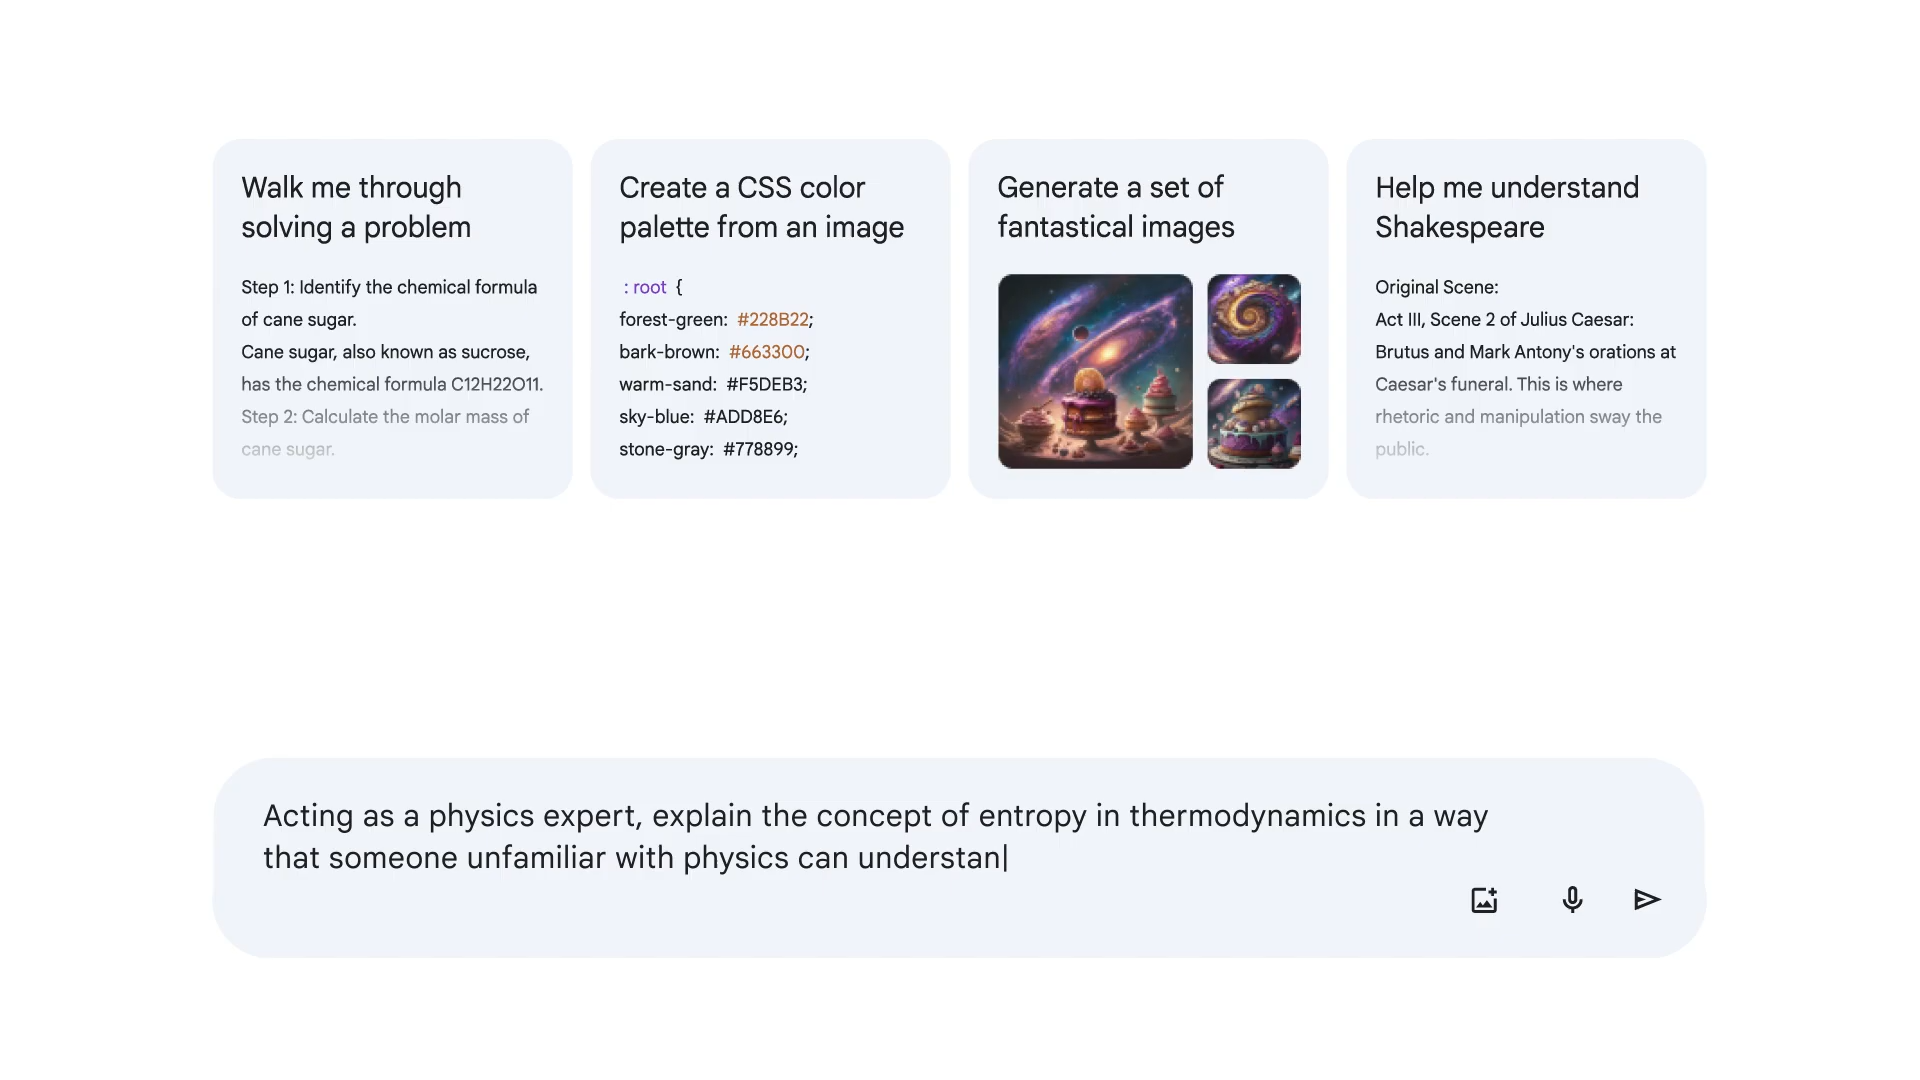 Walk me through
solving a problem
Step 1: Identify the chemical formula
of cane sugar.
Cane sugar, also known as sucrose,
has the chemical formula C12H22O11.
Step 2: Calculate the molar mass of
cane sugar.
Create a CSS color
palette from an image
: root {
forest-green: #228B22;
bark-brown: #663300;
warm-sand: #F5DEB3;
sky-blue: #ADD8E6;
stone-gray: #778899;
Generate a set of
fantastical images
Help me understand
Shakespeare
Original Scene:
Act III, Scene 2 of Julius Caesar:
Brutus and Mark Antony's orations at
Caesar's funeral. This is where
rhetoric and manipulation sway the
public.
Acting as a physics expert, explain the concept of entropy in thermodynamics in a way
that someone unfamiliar with physics can understan